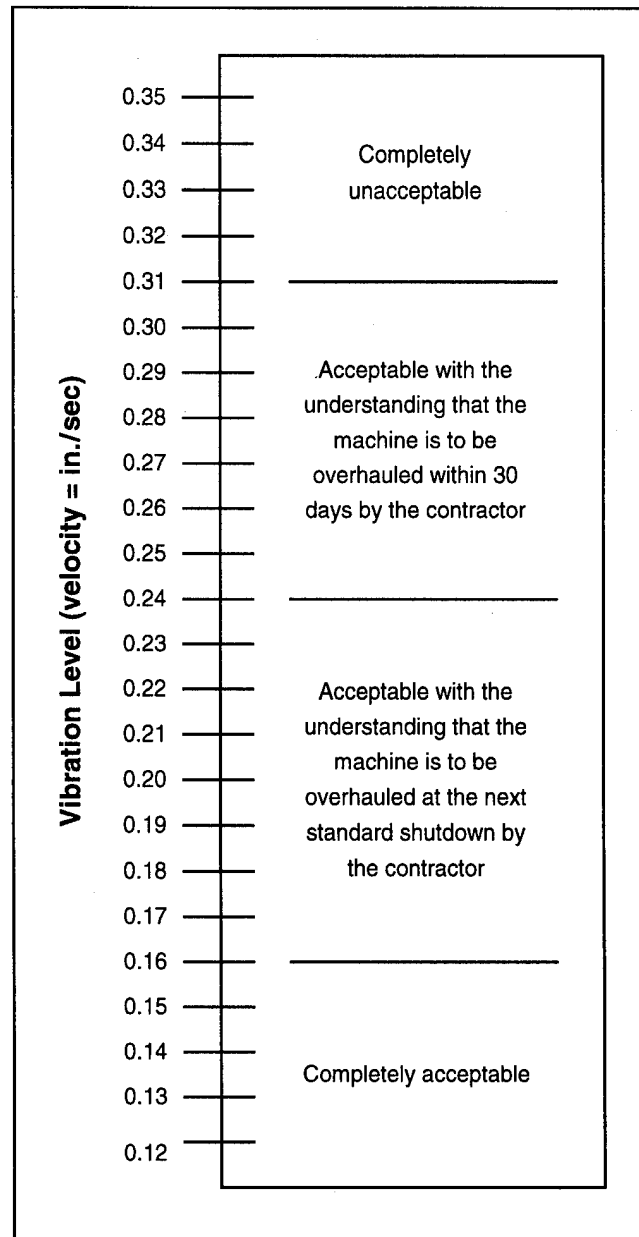 Vibration Level (velocity = in./sec)
0.35
0.34
0.33
0.32
0.31
0.30
0.29
0.28
0.27
0.26
0.25
0.24
0.23
0.22
0.21
0.20
0.19
0.18
0.17
0.16
0.15
0.14
0.13
0.12
Completely
unacceptable
Acceptable with the
understanding that the
machine is to be
overhauled within 30
days by the contractor
Acceptable with the
understanding that the
machine is to be
overhauled at the next
standard shutdown by
the contractor
Completely acceptable